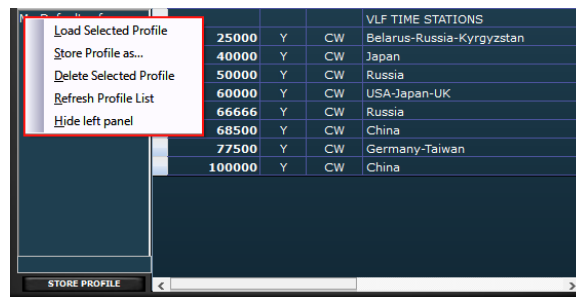 VLF TIME STATIONS
Load Selected Profile
Store Profile as...
Delete Selected Profile
Refresh Profile List
Hide left panel
25000 Y CW Belarus-Russia-Kyrgyzstan
40000 Y CW Japan
50000 Y CW Russia
60000 Y CW USA-Japan-UK
66666 Y CW Russia
68500 Y CW China
77500 Y CW Germany-Taiwan
100000 Y CW China
STORE PROFILE